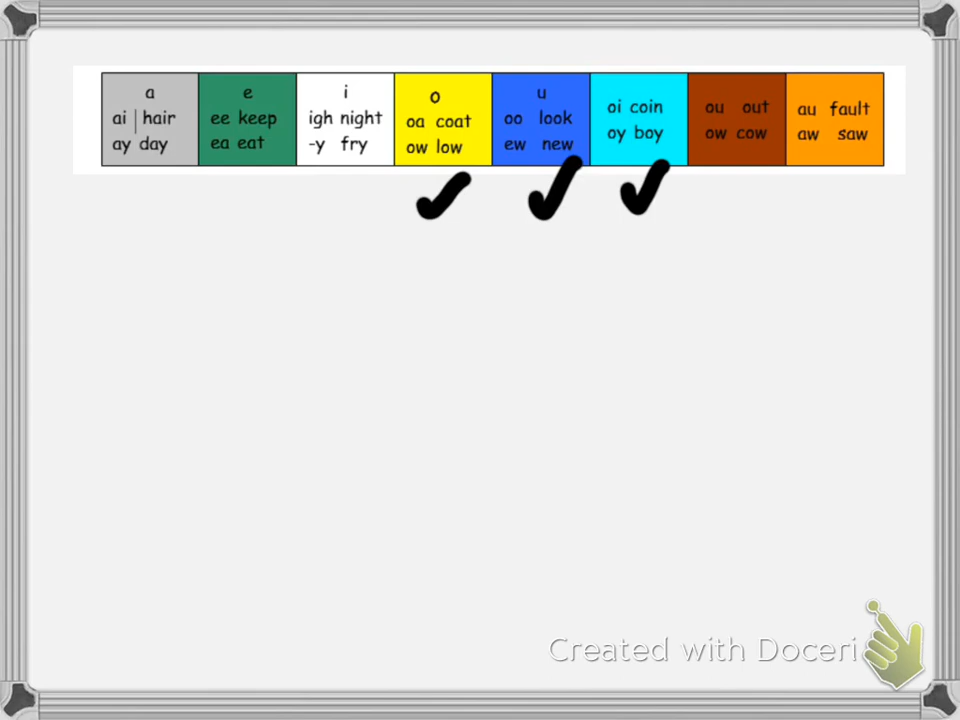 a
ai hair
ay day
e
ee keep
ea eat
i
igh night
-y fry
o
oa coat
ow low
u
oo look
ew new
oi coin
oy boy
ou out
ow cow
au fault
aw saw
Created with Doceri